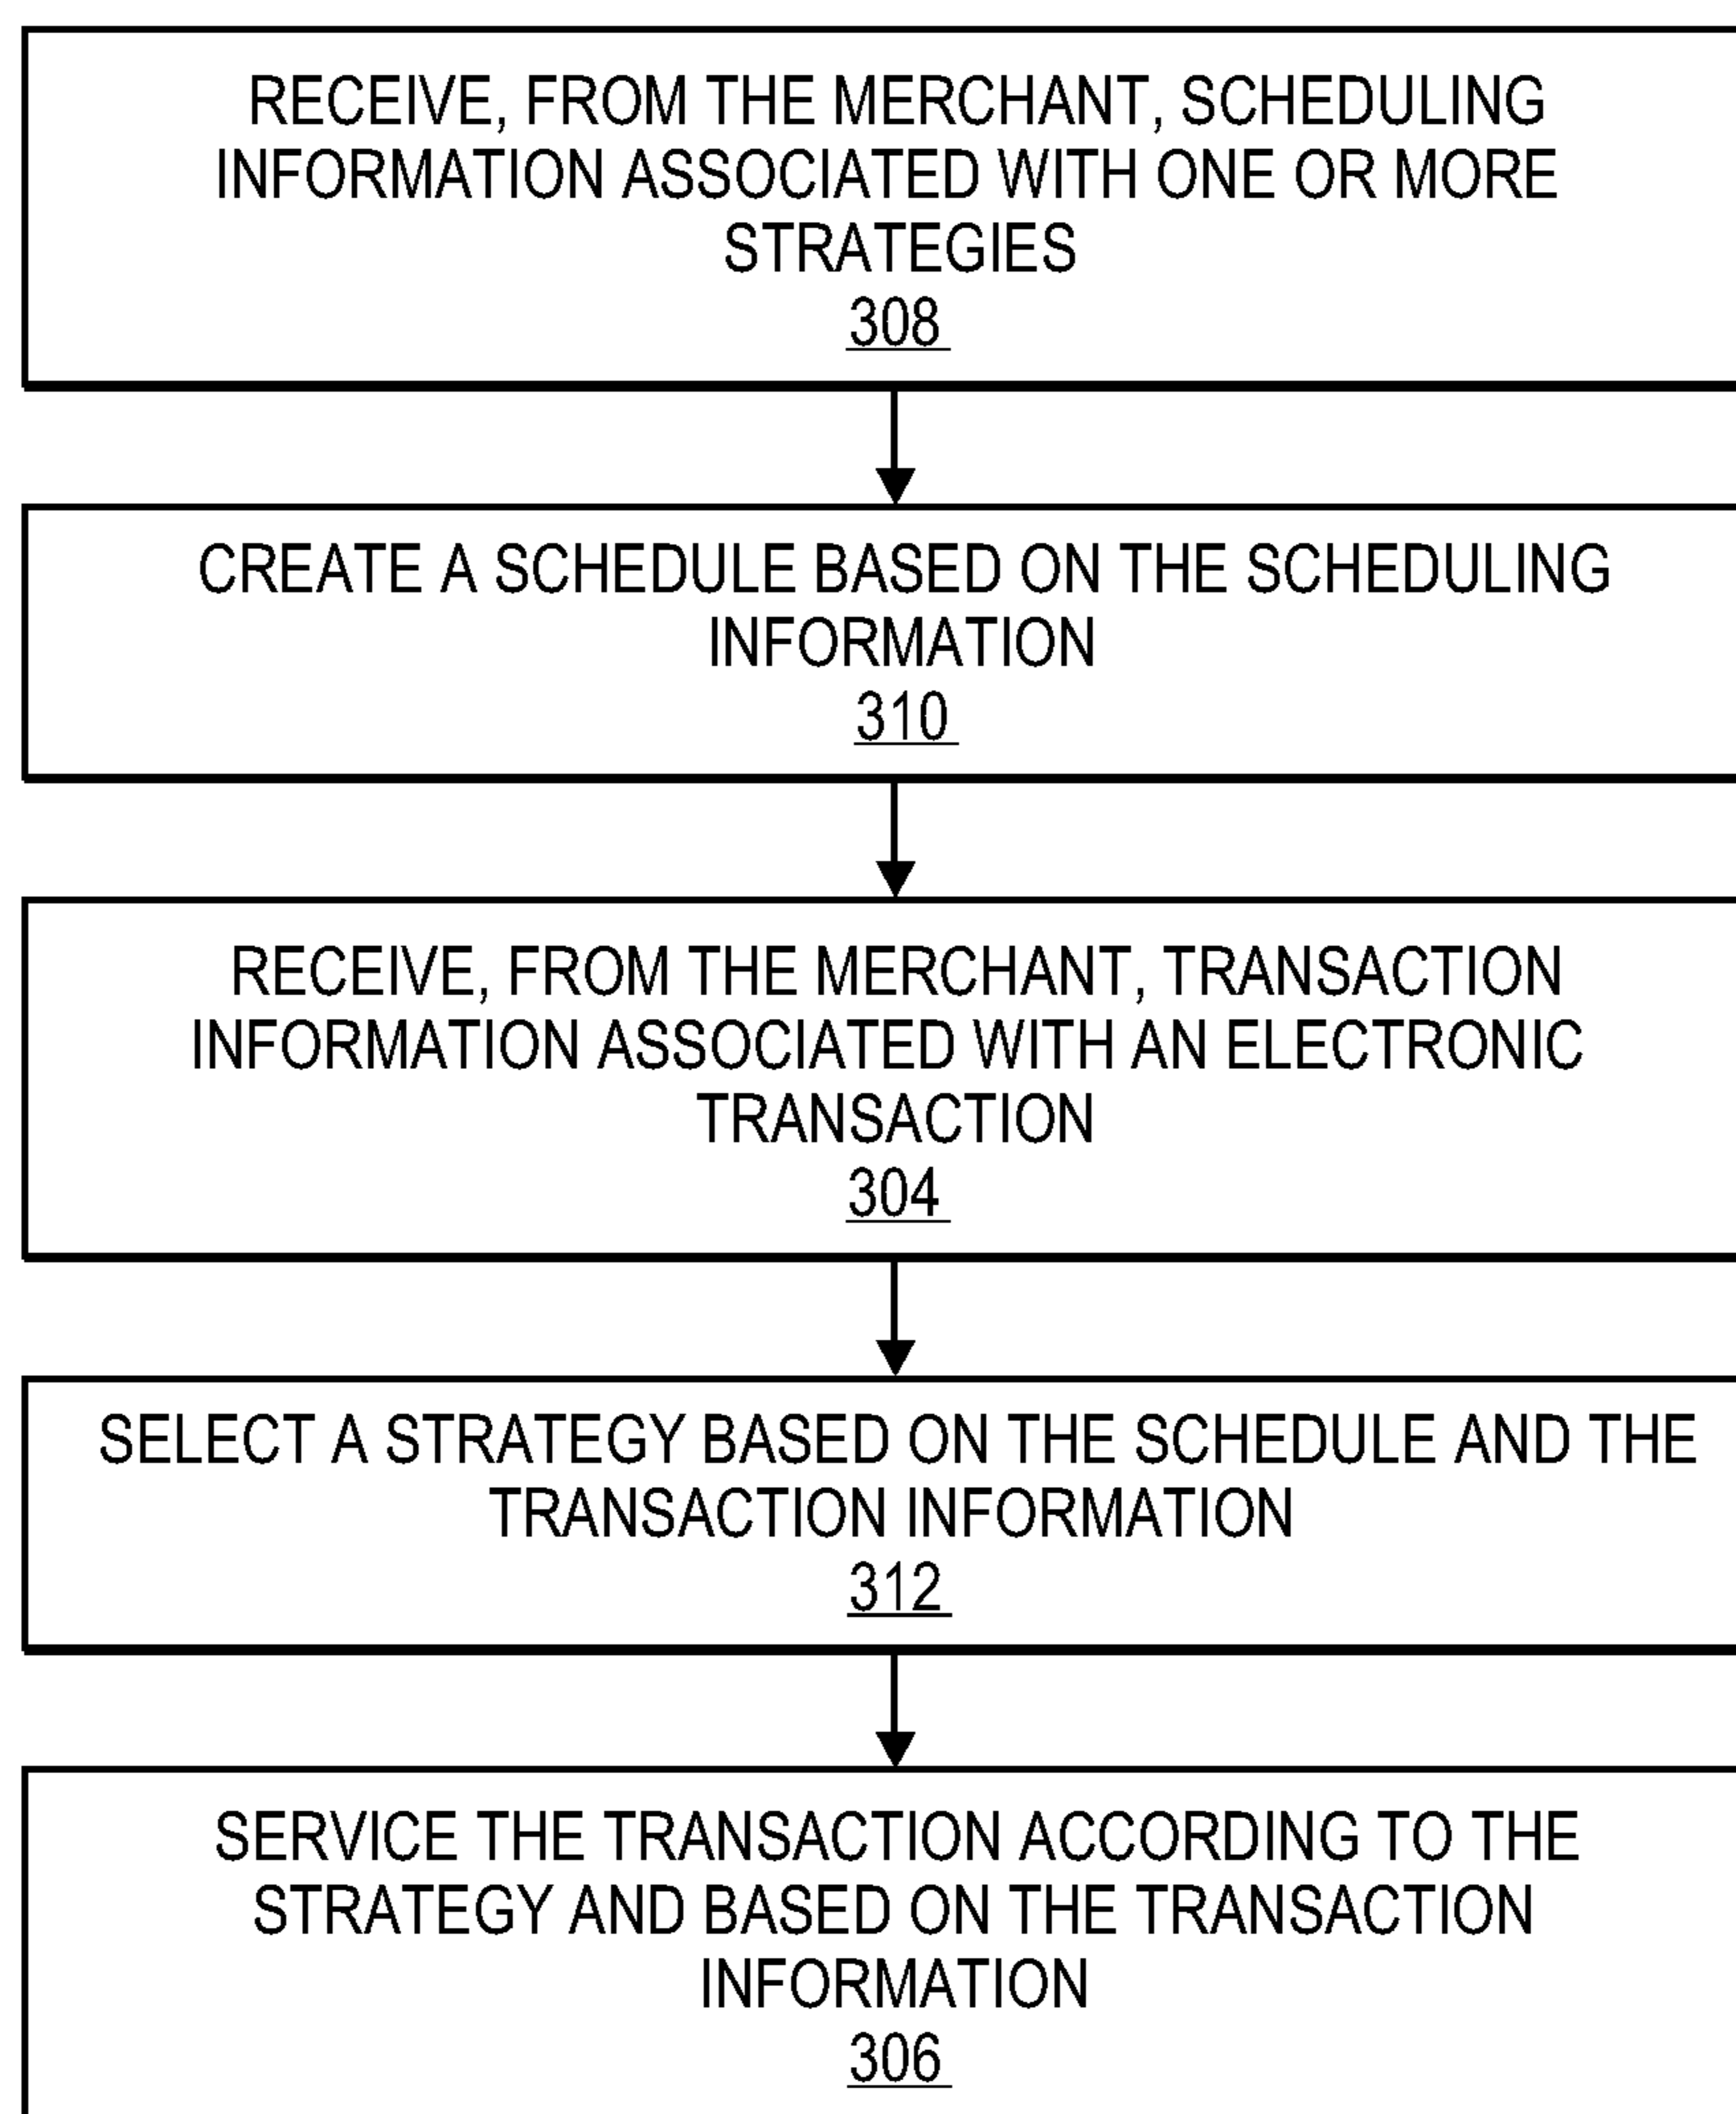 RECEIVE, FROM THE MERCHANT, SCHEDULING
INFORMATION ASSOCIATED WITH ONE OR MORE
STRATEGIES
308
CREATE A SCHEDULE BASED ON THE SCHEDULING
INFORMATION
310
RECEIVE, FROM THE MERCHANT, TRANSACTION
INFORMATION ASSOCIATED WITH AN ELECTRONIC
TRANSACTION
304
SELECT A STRATEGY BASED ON THE SCHEDULE AND THE
TRANSACTION INFORMATION
312
SERVICE THE TRANSACTION ACCORDING TO THE
STRATEGY AND BASED ON THE TRANSACTION
INFORMATION
306